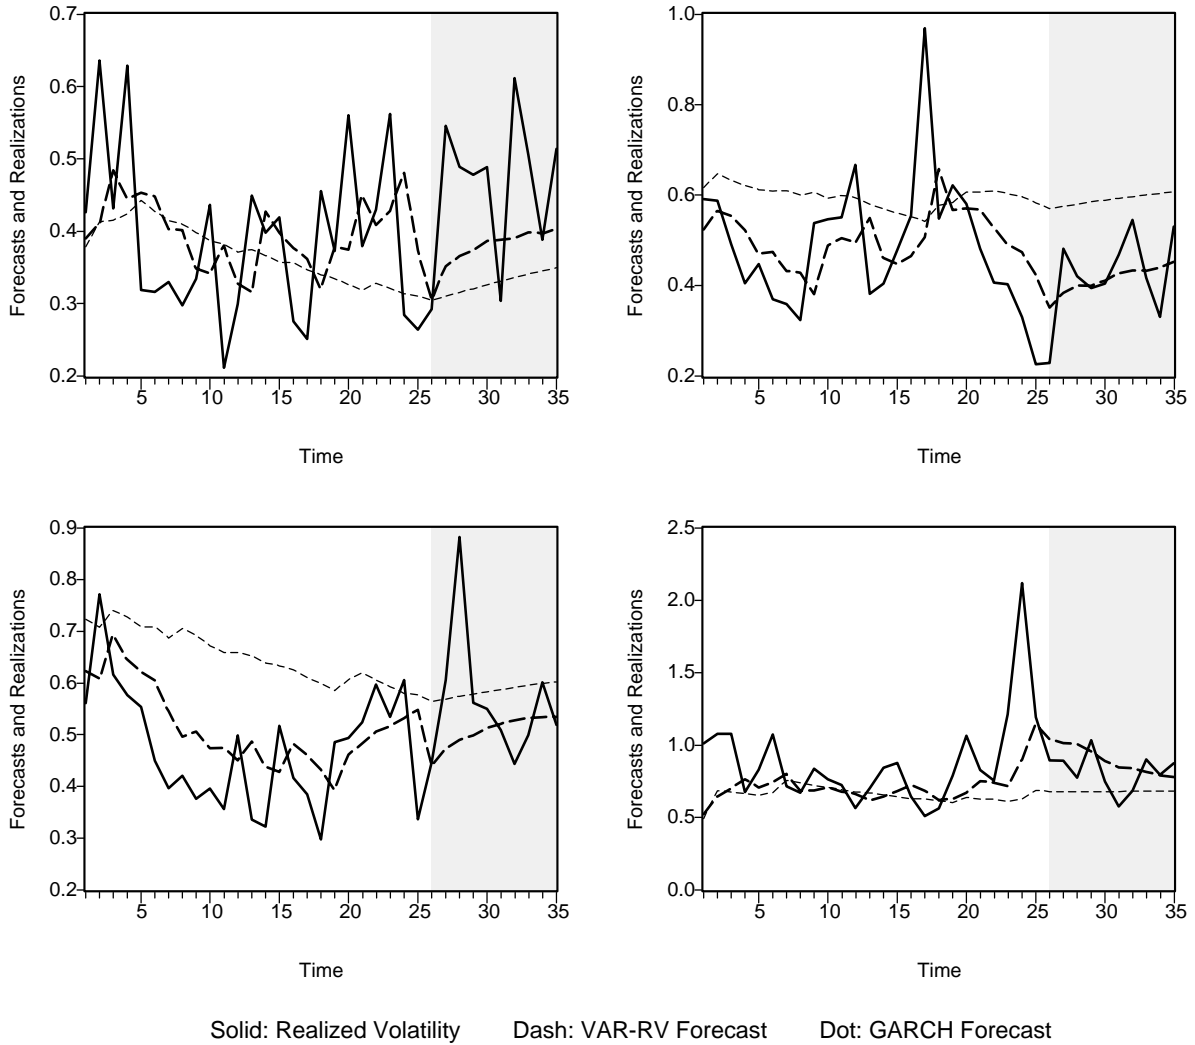 0.7
0.6
0.5
0.4
0.3
0.2
Forecasts and Realizations
5 10 15 20 25 30 35
Time
1.0
0.8
0.6
0.4
0.2
Forecasts and Realizations
5 10 15 20 25 30 35
Time
0.9
0.8
0.7
0.6
0.5
0.4
0.3
0.2
Forecasts and Realizations
5 10 15 20 25 30 35
Time
2.5
2.0
1.5
1.0
0.5
0.0
Forecasts and Realizations
5 10 15 20 25 30 35
Time
Solid: Realized Volatility Dash: VAR-RV Forecast Dot: GARCH Forecast